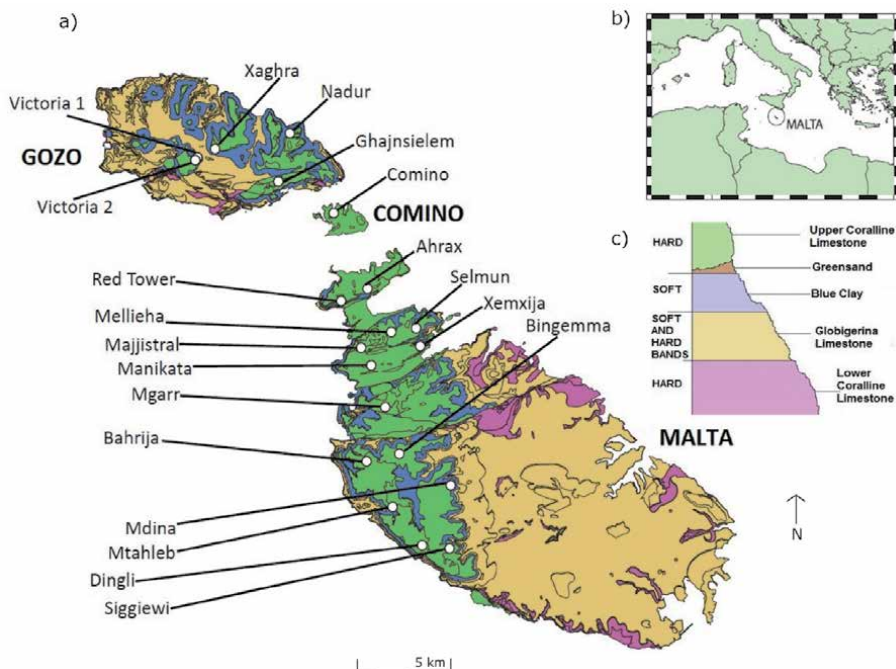 a)
Xaghra
Victoria 1
Nadur
GOZO
Ghajnsielem
Comino
Victoria 2
COMINO
Ahrax
Red Tower
Selmun
Mellieha
Xemxija
Majjistral
Bingemma
Manikata
Mgarr
Bahrija
MALTA
Mdina
Mtahleb
Dingli
Siggiewi
5 km
N
b)
MALTA
c)
HARD
Upper Coralline
Limestone
Greensand
SOFT
Blue Clay
SOFT
AND
HARD
BANDS
Globigerina
Limestone
HARD
Lower
Coralline
Limestone